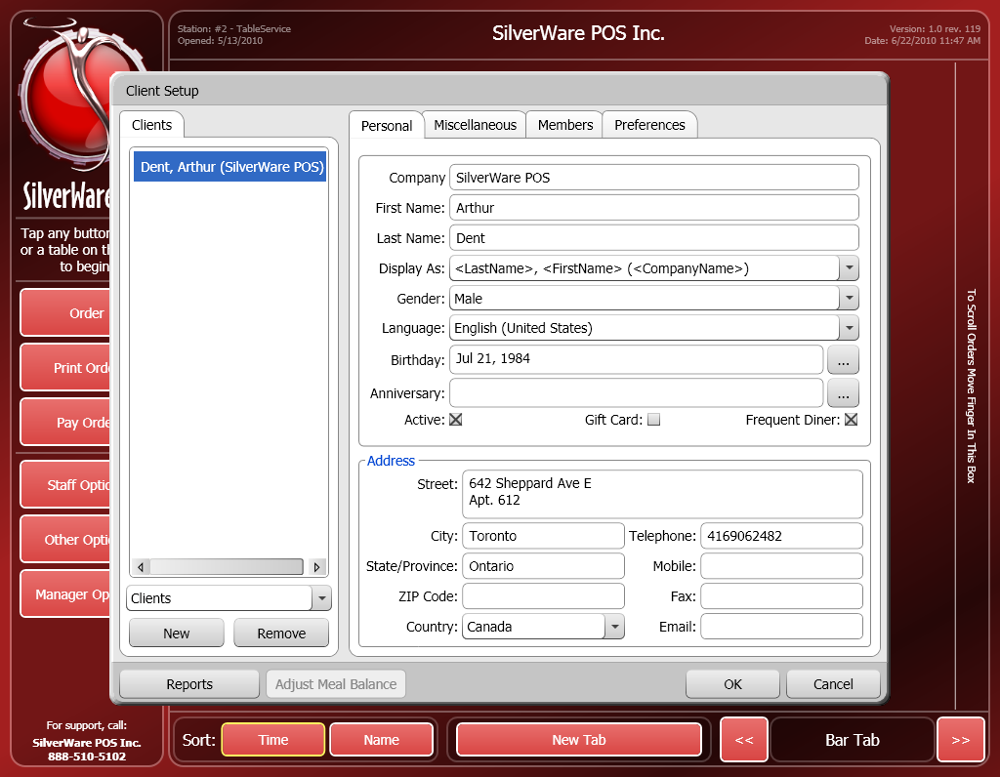 Station: #2 - TableService
Opened: 5/13/2010
SilverWare POS Inc.
Version: 1.0 rev. 119
Date: 6/22/2010 11:47 AM
SilverWare
Tap any button
or a table on th
to begin
Order
Print Orde
Pay Orde
Staff Optio
Other Optio
Manager Op
For support, call:
SilverWare POS Inc.
888-510-5102
Client Setup
Clients
Dent, Arthur (SilverWare POS)
Clients
New
Remove
Personal
Miscellaneous
Members
Preferences
Company
SilverWare POS
First Name:
Arthur
Last Name:
Dent
Display As:
<LastName>, <FirstName> (<CompanyName>)
Gender:
Male
Language:
English (United States)
Birthday:
Jul 21, 1984
...
Anniversary:
...
Active:
Gift Card:
Frequent Diner:
Address
Street:
642 Sheppard Ave E
Apt. 612
City:
Toronto
Telephone:
4169062482
State/Province:
Ontario
Mobile:
ZIP Code:
Fax:
Country:
Canada
Email:
Reports
Adjust Meal Balance
OK
Cancel
To Scroll Orders Move Finger In This Box
Sort:
Time
Name
New Tab
<<
Bar Tab
>>